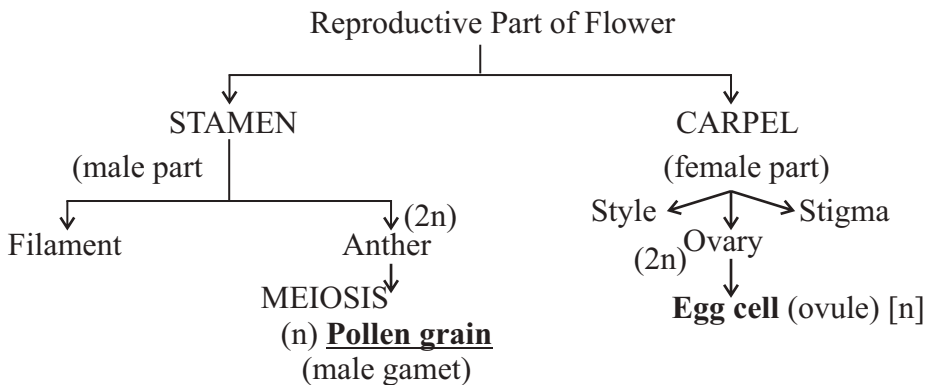 Reproductive Part of Flower
STAMEN
CARPEL
(male part
(female part)
Style
Stigma
Filament
(2n)
Anther
(2n) Ovary
MEIOSIS
Egg cell (ovule) [n]
(n) Pollen grain
(male gamet)